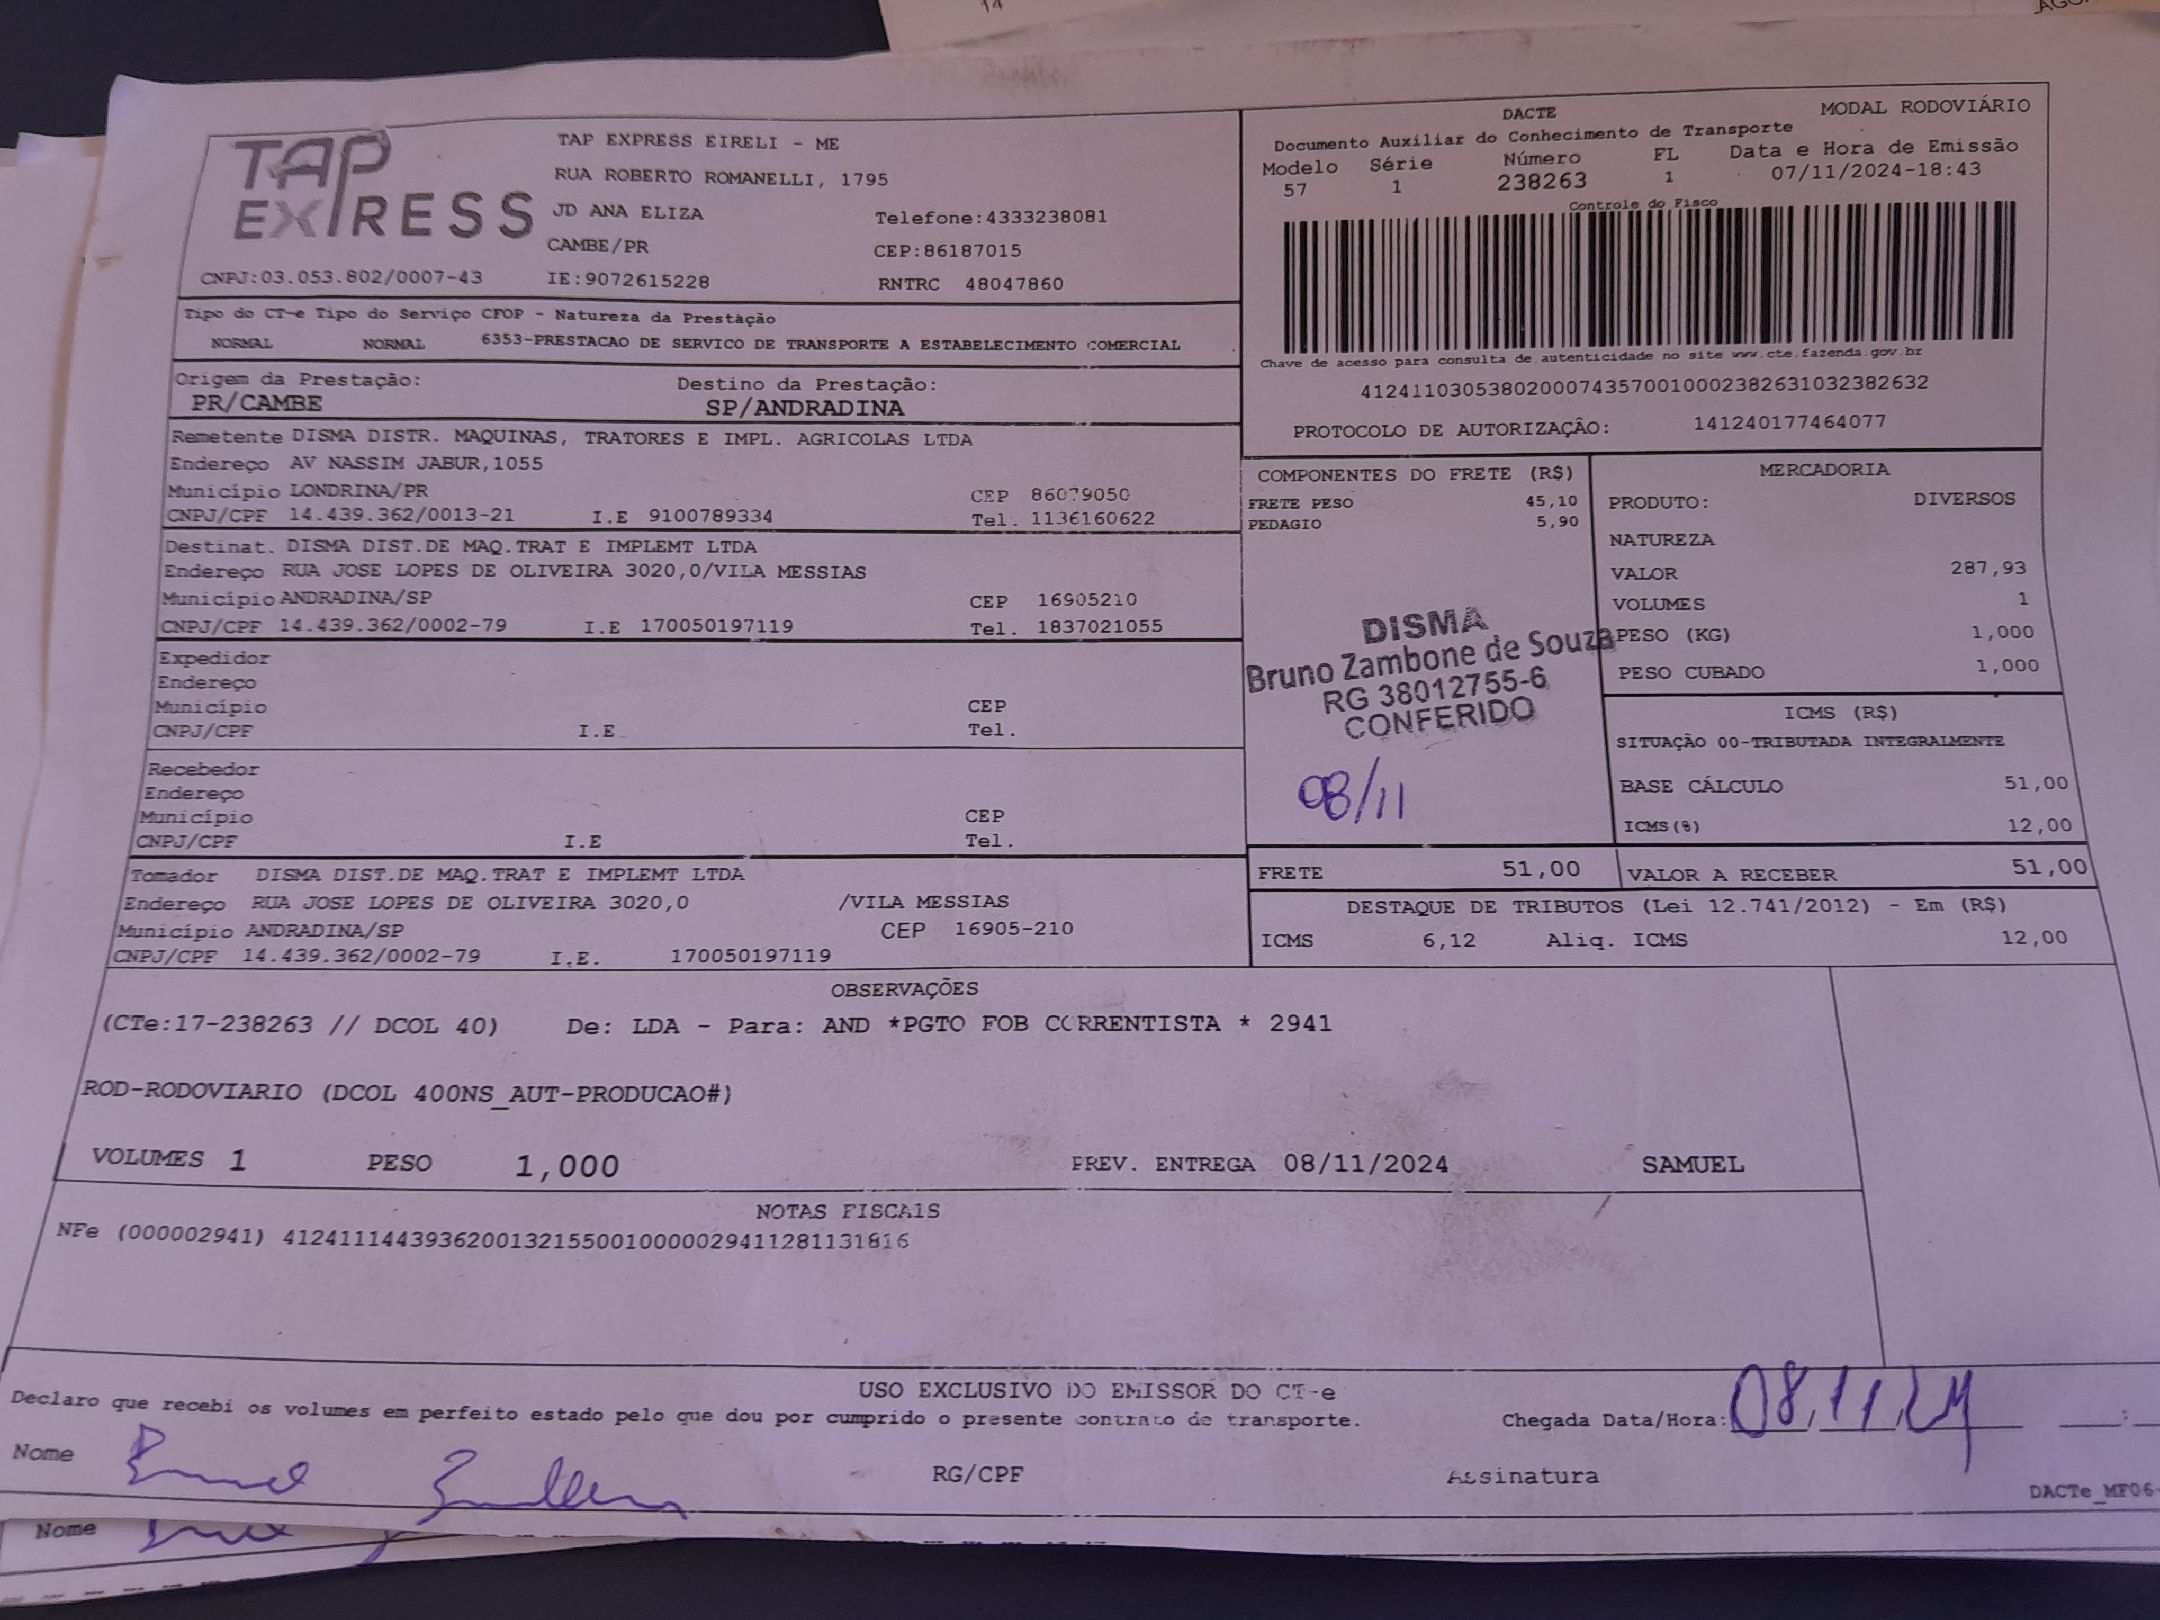 14
AGO
TAP EXPRESS
TAP EXPRESS EIRELI - ME
RUA ROBERTO ROMANELLI, 1795
JD ANA ELIZA Telefone:4333238081
CAMBE/PR CEP:86187015
CNPJ:03.053.802/0007-43 IE:9072615228 RNTRC 48047860
DACTE MODAL RODOVIÁRIO
Documento Auxiliar do Conhecimento de Transporte
Modelo Série Número FL Data e Hora de Emissão
57 1 238263 1 07/11/2024-18:43
Controle do Fisco
Chave de acesso para consulta de autenticidade no site www.cte.fazenda.gov.br
41241103053802000743570010002382631032382632
PROTOCOLO DE AUTORIZAÇÃO: 141240177464077
Tipo do CT-e Tipo do Serviço CFOP - Natureza da Prestação
NORMAL NORMAL 6353-PRESTACAO DE SERVICO DE TRANSPORTE A ESTABELECIMENTO COMERCIAL
Origem da Prestação: Destino da Prestação:
PR/CAMBE SP/ANDRADINA
Remetente DISMA DISTR. MAQUINAS, TRATORES E IMPL. AGRICOLAS LTDA
Endereço AV NASSIM JABUR,1055
Município LONDRINA/PR CEP 86079050
CNPJ/CPF 14.439.362/0013-21 I.E 9100789334 Tel. 1136160622
Destinat. DISMA DIST.DE MAQ.TRAT E IMPLEMT LTDA
Endereço RUA JOSE LOPES DE OLIVEIRA 3020,0/VILA MESSIAS
Município ANDRADINA/SP CEP 16905210
CNPJ/CPF 14.439.362/0002-79 I.E 170050197119 Tel. 1837021055
Expedidor
Endereço
Município CEP
CNPJ/CPF I.E Tel.
Recebedor
Endereço
Município CEP
CNPJ/CPF I.E Tel.
Tomador DISMA DIST.DE MAQ.TRAT E IMPLEMT LTDA
Endereço RUA JOSE LOPES DE OLIVEIRA 3020,0 /VILA MESSIAS
Município ANDRADINA/SP CEP 16905-210
CNPJ/CPF 14.439.362/0002-79 I.E. 170050197119
COMPONENTES DO FRETE (R$)
FRETE PESO 45,10
PEDAGIO 5,90
DISMA
Bruno Zambone de Souza
RG 38012755-6
CONFERIDO
08/11
MERCADORIA
PRODUTO: DIVERSOS
NATUREZA
VALOR 287,93
VOLUMES 1
PESO (KG) 1,000
PESO CUBADO 1,000
ICMS (R$)
SITUAÇÃO 00-TRIBUTADA INTEGRALMENTE
BASE CÁLCULO 51,00
ICMS(%) 12,00
FRETE 51,00 VALOR A RECEBER 51,00
DESTAQUE DE TRIBUTOS (Lei 12.741/2012) - Em (R$)
ICMS 6,12 Aliq. ICMS 12,00
OBSERVAÇÕES
(CTe:17-238263 // DCOL 40) De: LDA - Para: AND *PGTO FOB CORRENTISTA * 2941
ROD-RODOVIARIO (DCOL 400NS_AUT-PRODUCAO#)
VOLUMES 1 PESO 1,000 PREV. ENTREGA 08/11/2024 SAMUEL
NOTAS FISCAIS
NFe (000002941) 41241114439362001321550010000029411281131816
USO EXCLUSIVO DO EMISSOR DO CT-e
Declaro que recebi os volumes em perfeito estado pelo que dou por cumprido o presente contrato de transporte. Chegada Data/Hora: 08/11/24 :
Nome RG/CPF Assinatura
DACTe_MF06
Nome